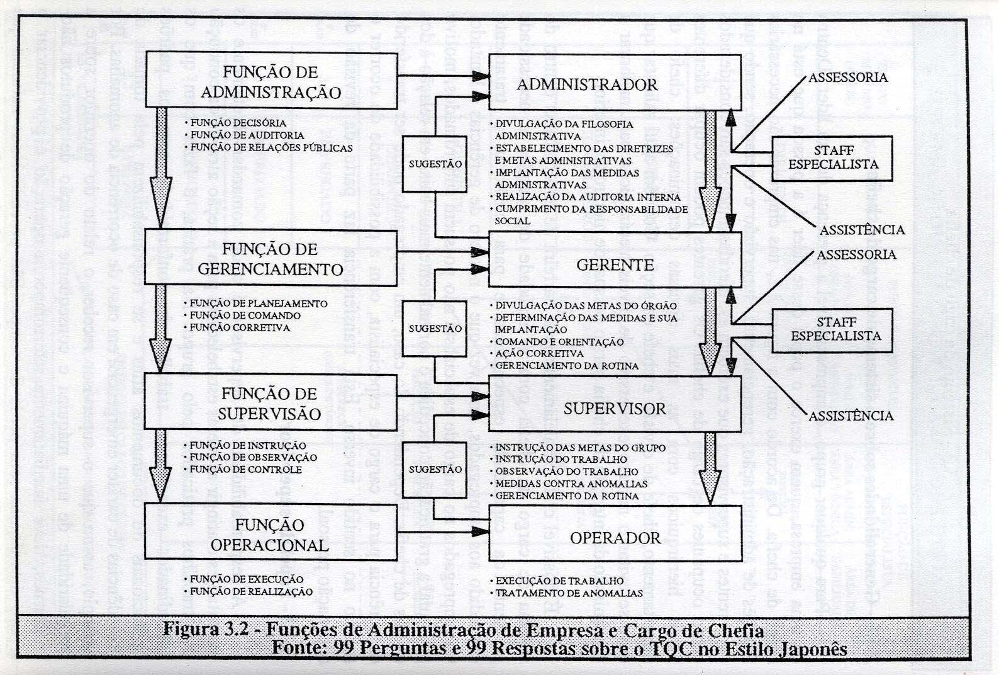 FUNÇÃO DE
ADMINISTRAÇÃO
• FUNÇÃO DECISÓRIA
• FUNÇÃO DE AUDITORIA
• FUNÇÃO DE RELAÇÕES PÚBLICAS
ADMINISTRADOR
• DIVULGAÇÃO DA FILOSOFIA
ADMINISTRATIVA
• ESTABELECIMENTO DAS DIRETRIZES
E METAS ADMINISTRATIVAS
• IMPLANTAÇÃO DAS MEDIDAS
ADMINISTRATIVAS
• REALIZAÇÃO DA AUDITORIA INTERNA
• CUMPRIMENTO DA RESPONSABILIDADE
SOCIAL
SUGESTÃO
ASSESSORIA
STAFF
ESPECIALISTA
ASSISTÊNCIA
FUNÇÃO DE
GERENCIAMENTO
• FUNÇÃO DE PLANEJAMENTO
• FUNÇÃO DE COMANDO
• FUNÇÃO CORRETIVA
GERENTE
• DIVULGAÇÃO DAS METAS DO ÓRGÃO
• DETERMINAÇÃO DAS MEDIDAS E SUA
IMPLANTAÇÃO
• COMANDO E ORIENTAÇÃO
• AÇÃO CORRETIVA
• GERENCIAMENTO DA ROTINA
SUGESTÃO
ASSESSORIA
STAFF
ESPECIALISTA
ASSISTÊNCIA
FUNÇÃO DE
SUPERVISÃO
• FUNÇÃO DE INSTRUÇÃO
• FUNÇÃO DE OBSERVAÇÃO
• FUNÇÃO DE CONTROLE
SUPERVISOR
• INSTRUÇÃO DAS METAS DO GRUPO
• INSTRUÇÃO DO TRABALHO
• OBSERVAÇÃO DO TRABALHO
• MEDIDAS CONTRA ANOMALIAS
• GERENCIAMENTO DA ROTINA
SUGESTÃO
FUNÇÃO
OPERACIONAL
• FUNÇÃO DE EXECUÇÃO
• FUNÇÃO DE REALIZAÇÃO
OPERADOR
• EXECUÇÃO DE TRABALHO
• TRATAMENTO DE ANOMALIAS
Figura 3.2 - Funções de Administração de Empresa e Cargo de Chefia
Fonte: 99 Perguntas e 99 Respostas sobre o TQC no Estilo Japonês